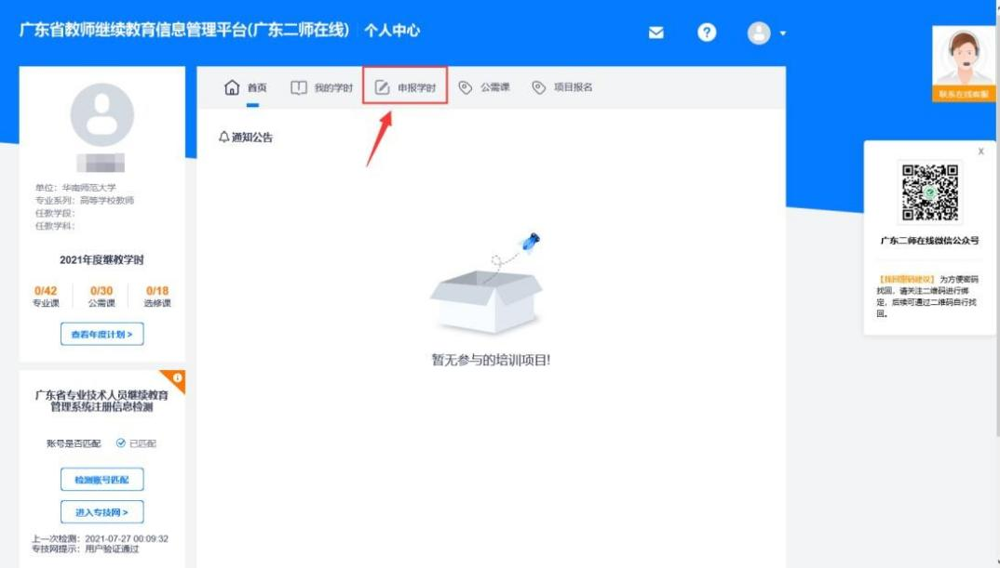 广东省教师继续教育信息管理平台(广东二师在线) 个人中心
?
联系在线客服
首页 我的学时 申报学时 公需课 项目报名
通知公告
单位：华南师范大学
专业系列：高等学校教师
任教学段：
任教学科：
2021年度继教学时
0/42 0/30 0/18
专业课 公需课 选修课
查看年度计划 >
广东省专业技术人员继续教育
管理系统注册信息检测
账号是否匹配 已匹配
检测账号匹配
进入专技网 >
上一次检测：2021-07-27 00:09:32
专技网提示：用户验证通过
暂无参与的培训项目!
x
广东二师在线微信公众号
【找回密码建议】 为方便密码
找回，请关注二维码进行绑
定，后续可通过二维码自行找
回。